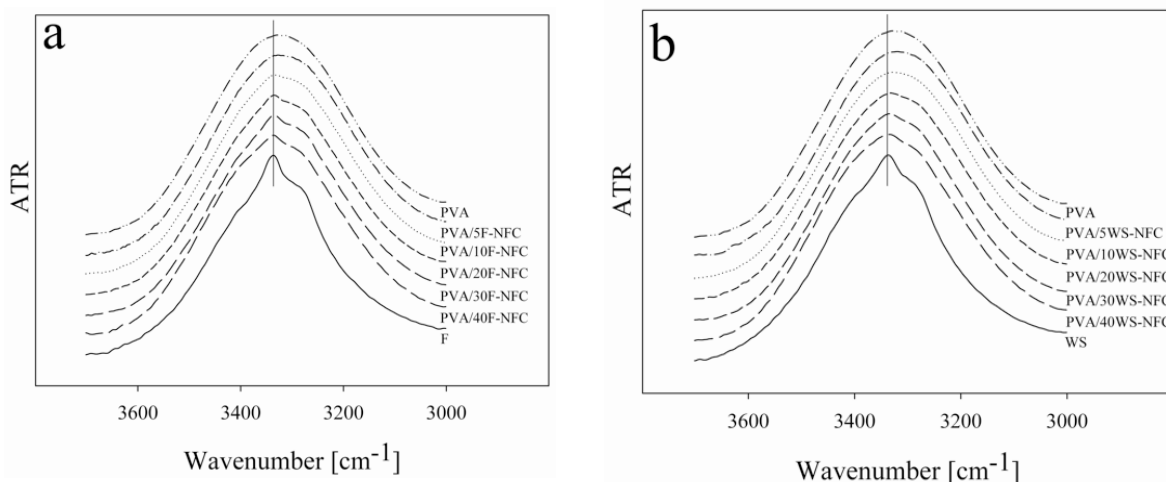 a
ATR
PVA
PVA/5F-NFC
PVA/10F-NFC
PVA/20F-NFC
PVA/30F-NFC
PVA/40F-NFC
F
3600 3400 3200 3000
Wavenumber [cm-1]
b
ATR
PVA
PVA/5WS-NFC
PVA/10WS-NFC
PVA/20WS-NFC
PVA/30WS-NFC
PVA/40WS-NFC
WS
3600 3400 3200 3000
Wavenumber [cm-1]